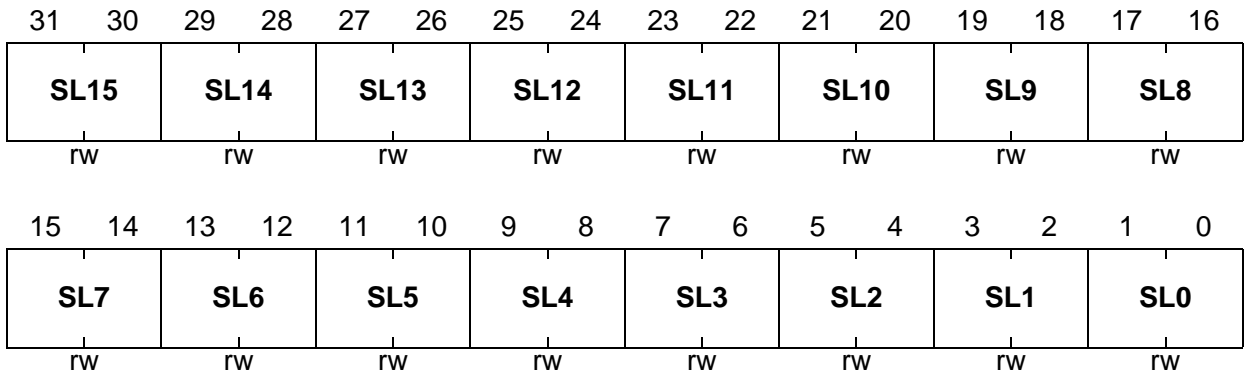 31 30 29 28 27 26 25 24 23 22 21 20 19 18 17 16
SL15 SL14 SL13 SL12 SL11 SL10 SL9 SL8
rw rw rw rw rw rw rw rw
15 14 13 12 11 10 9 8 7 6 5 4 3 2 1 0
SL7 SL6 SL5 SL4 SL3 SL2 SL1 SL0
rw rw rw rw rw rw rw rw